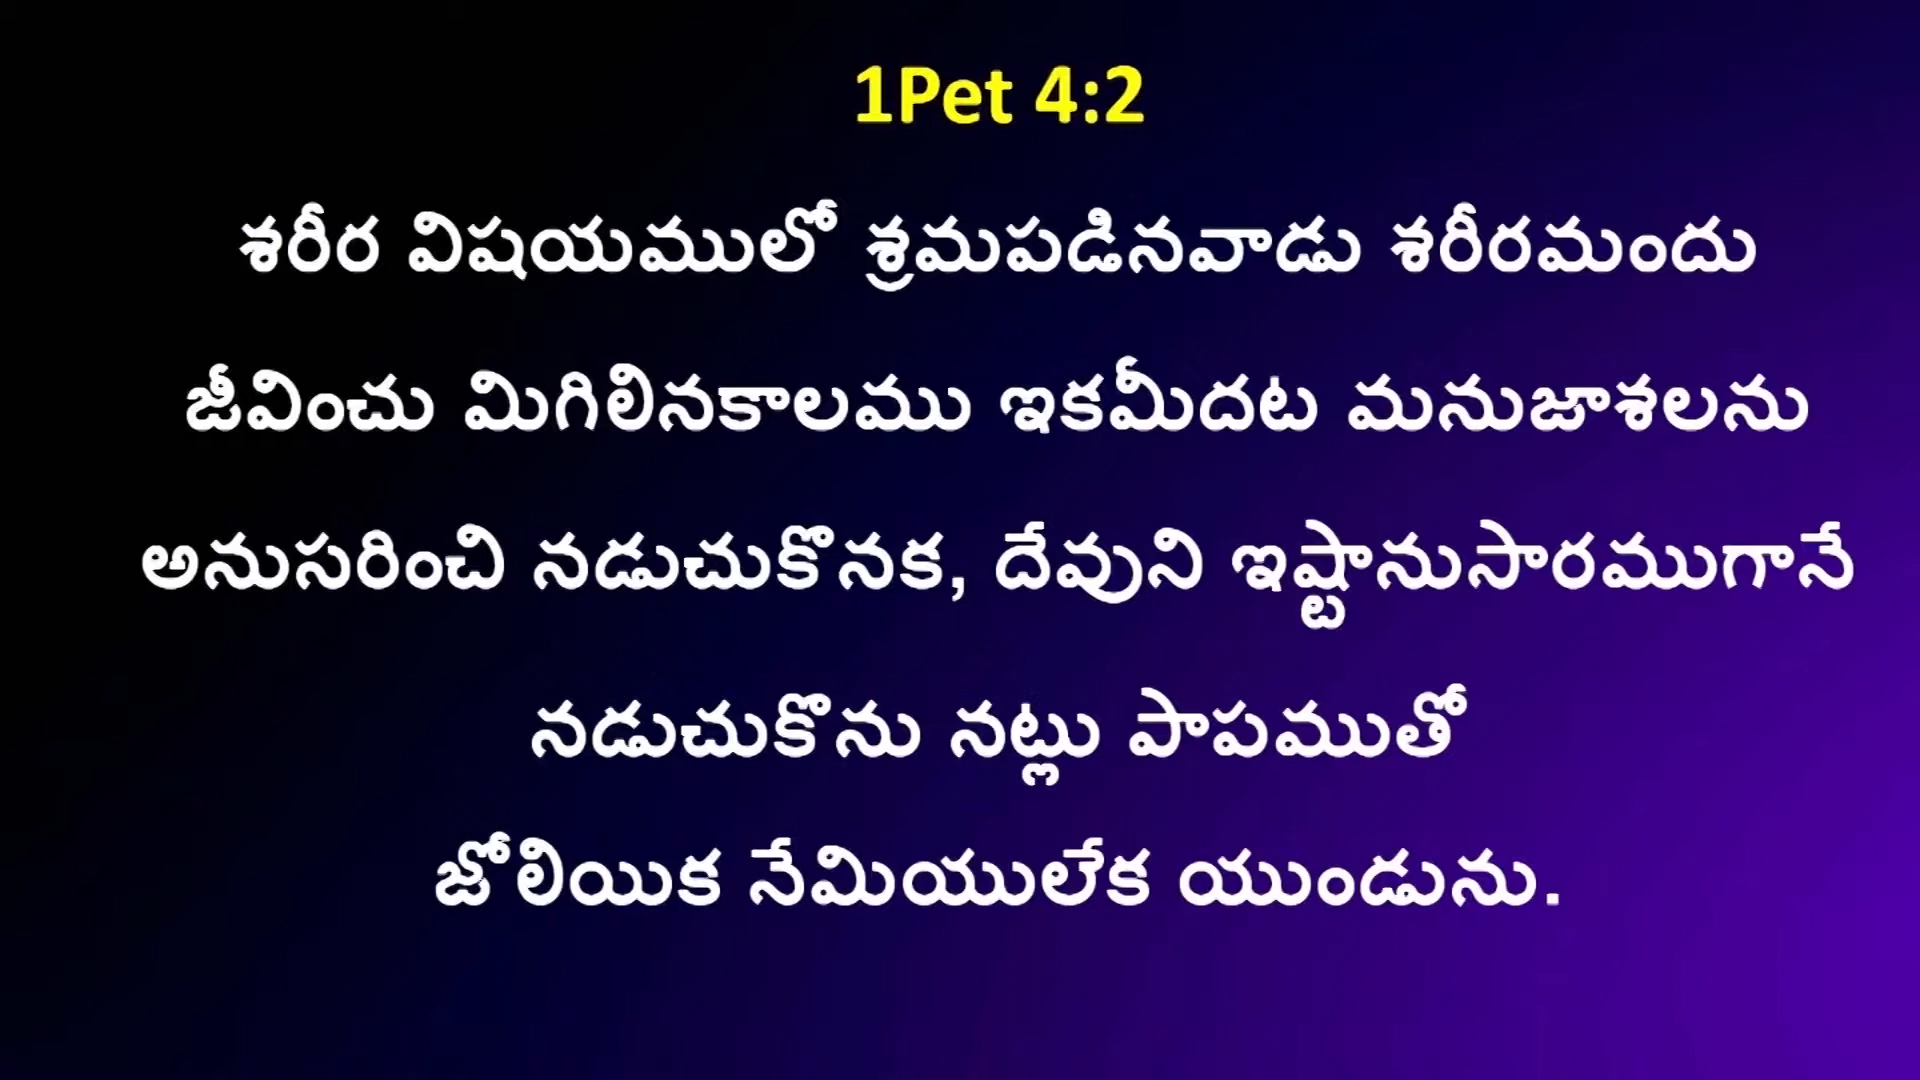 1Pet 4:2
శరీర విషయములో శ్రమపడినవాడు శరీరమందు
జీవించు మిగిలినకాలము ఇకమీదట మనుజాశలను
అనుసరించి నడుచుకొనక, దేవుని ఇష్టానుసారముగానే
నడుచుకొను నట్లు పాపముతో
జోలియిక నేమియులేక యుండును.